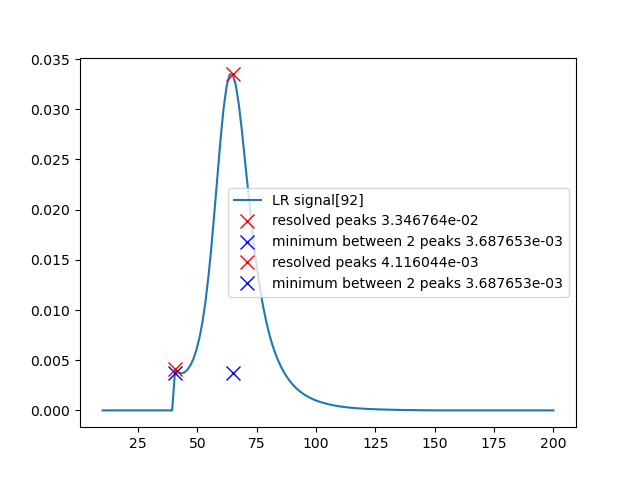 0.035
0.030
0.025
0.020
0.015
0.010
0.005
0.000
LR signal[92]
resolved peaks 3.346764e-02
minimum between 2 peaks 3.687653e-03
resolved peaks 4.116044e-03
minimum between 2 peaks 3.687653e-03
25 50 75 100 125 150 175 200